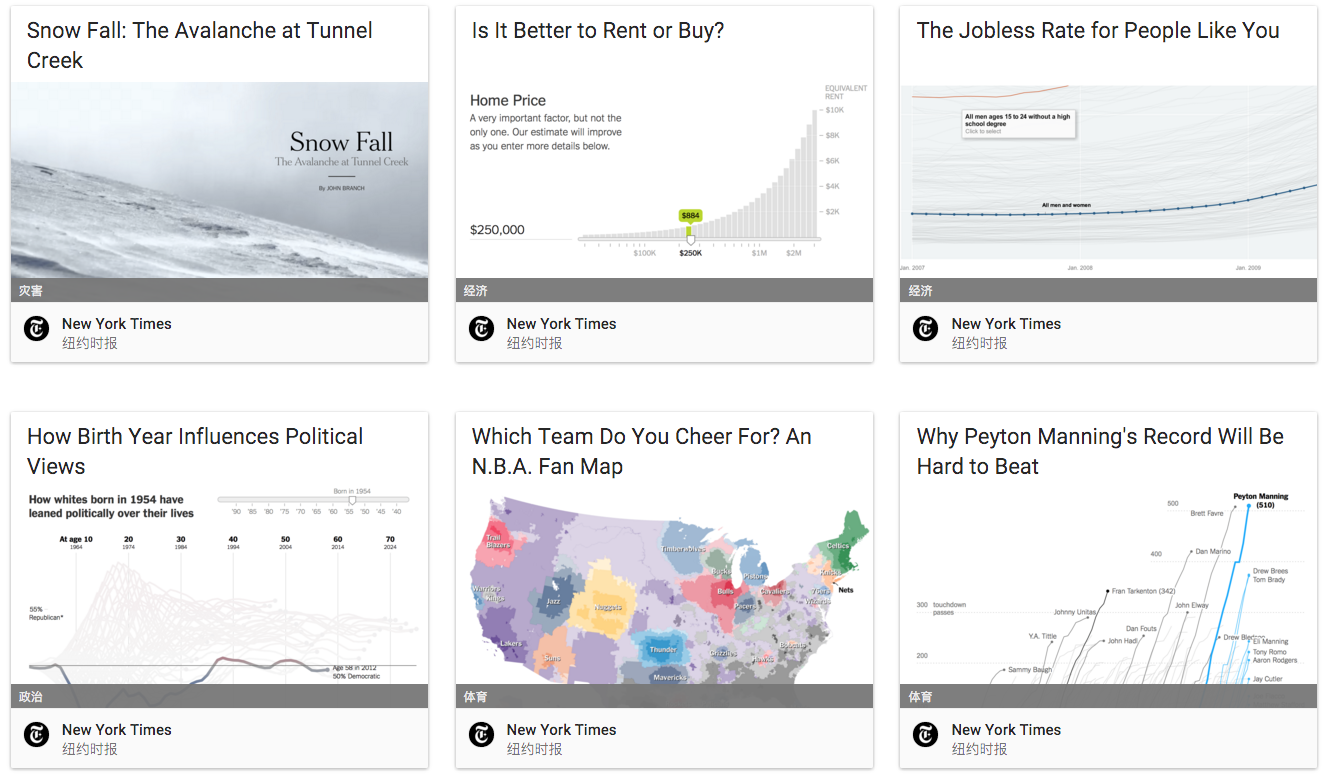 Snow Fall: The Avalanche at Tunnel
Creek
Snow Fall
The Avalanche at Tunnel Creek
By JOHN BRANCH
灾害
New York Times
纽约时报
Is It Better to Rent or Buy?
Home Price
A very important factor, but not the
only one. Our estimate will improve
as you enter more details below.
EQUIVALENT
RENT
$10K
$8K
$6K
$4K
$2K
$884
$250,000
$100K
$250K
$1M
$2M
经济
New York Times
纽约时报
The Jobless Rate for People Like You
All men ages 15 to 24 without a high
school degree
Click to select
All men and women
Jan. 2007
Jan. 2008
Jan. 2009
经济
New York Times
纽约时报
How Birth Year Influences Political
Views
How whites born in 1954 have
leaned politically over their lives
Born in 1954
'90 '85 '80 '75 '70 '65 '60 '55 '50 '45 '40
At age 10 20 30 40 50 60 70
1964 1974 1984 1994 2004 2014 2024
55%
Republican*
Age 58 in 2012
50% Democratic
政治
New York Times
纽约时报
Which Team Do You Cheer For? An
N.B.A. Fan Map
Trail
Blazers
Timberwolves
Celtics
Bucks
Pistons
Knicks
Nets
Warriors
Kings
Jazz
Nuggets
Bulls
Cavaliers
76ers
Pacers
Wizards
Lakers
Suns
Thunder
Grizzlies
Hawks
Bobcats
Mavericks
体育
New York Times
纽约时报
Why Peyton Manning's Record Will Be
Hard to Beat
Peyton Manning
(510)
500
Brett Favre
400
Dan Marino
Drew Brees
Tom Brady
Fran Tarkenton (342)
300 touchdown
passes
Johnny Unitas
John Elway
Y.A. Tittle
Dan Fouts
John Hadl
Drew Bledsoe
Eli Manning
200
Tony Romo
Aaron Rodgers
Sammy Baugh
Jay Cutler
体育
New York Times
纽约时报